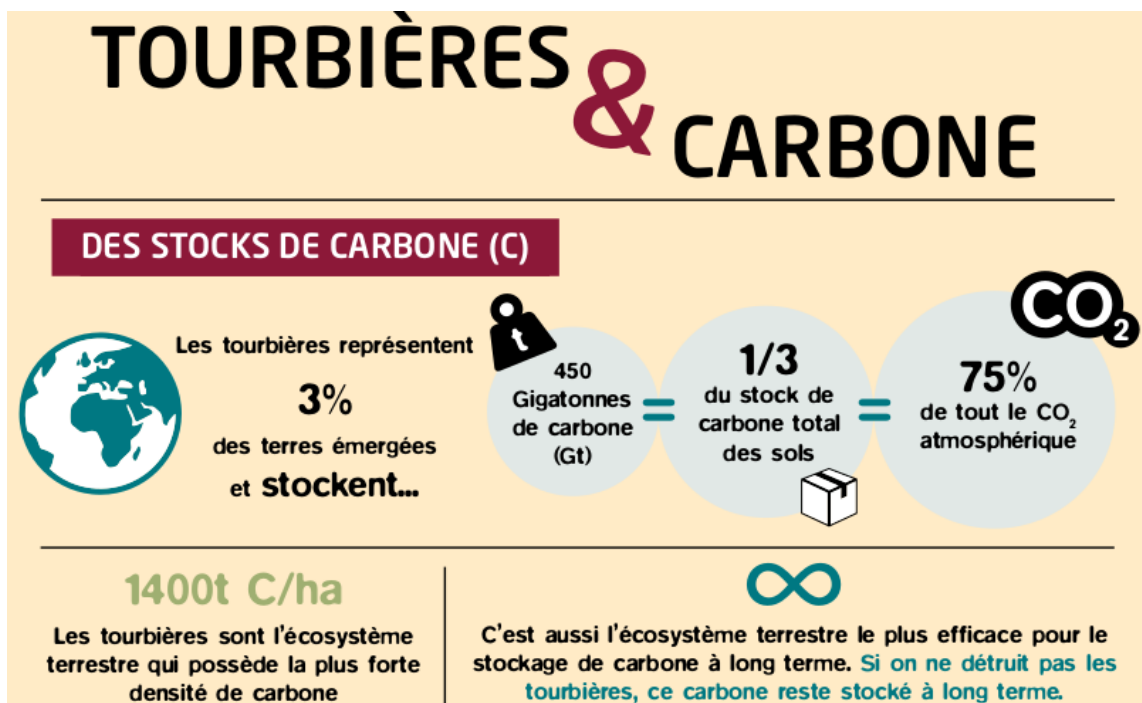 TOURBIÈRES
&
CARBONE
DES STOCKS DE CARBONE (C)
Les tourbières représentent
3%
des terres émergées
et stockent...
t
450
Gigatonnes
de carbone
(Gt)
=
1/3
du stock de
carbone total
des sols
=
CO₂
75%
de tout le CO₂
atmosphérique
1400t C/ha
Les tourbières sont l'écosystème
terrestre qui possède la plus forte
densité de carbone
∞
C'est aussi l'écosystème terrestre le plus efficace pour le
stockage de carbone à long terme. Si on ne détruit pas les
tourbières, ce carbone reste stocké à long terme.